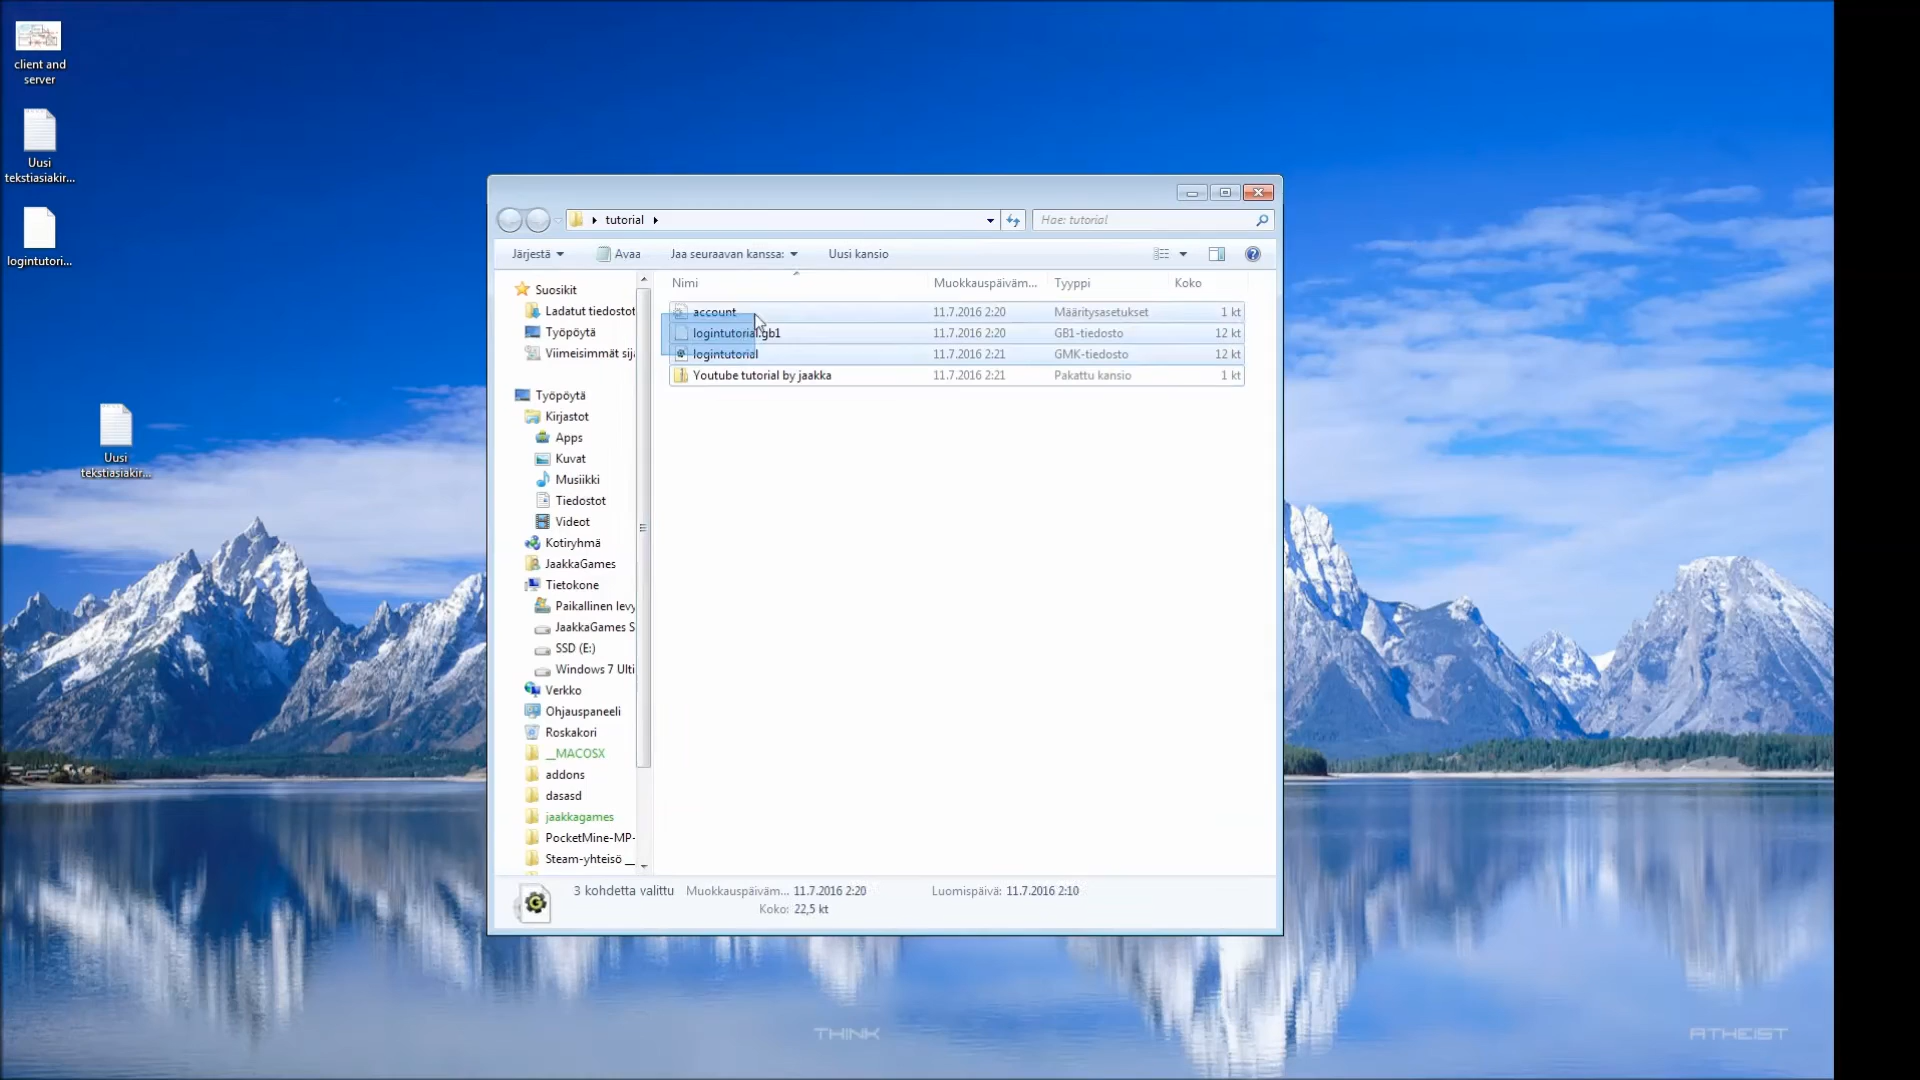 client and
server
Uusi
tekstiasiakir...
logintutori...
Uusi
tekstiasiakir...
tutorial
Hae: tutorial
Järjestä
Avaa
Jaa seuraavan kanssa:
Uusi kansio
Nimi
Muokkauspäiväm...
Tyyppi
Koko
account
11.7.2016 2:20
Määritysasetukset
1 kt
logintutorial.gb1
11.7.2016 2:20
GB1-tiedosto
12 kt
logintutorial
11.7.2016 2:21
GMK-tiedosto
12 kt
Youtube tutorial by jaakka
11.7.2016 2:21
Pakattu kansio
1 kt
Suosikit
Ladatut tiedostot
Työpöytä
Viimeisimmät sij
Työpöytä
Kirjastot
Apps
Kuvat
Musiikki
Tiedostot
Videot
Kotiryhmä
JaakkaGames
Tietokone
Paikallinen levy
JaakkaGames S
SSD (E:)
Windows 7 Ulti
Verkko
Ohjauspaneeli
Roskakori
__MACOSX
addons
dasasd
jaakkagames
PocketMine-MP-
Steam-yhteisö __
3 kohdetta valittu
Muokkauspäiväm... 11.7.2016 2:20
Luomispäivä: 11.7.2016 2:10
Koko: 22,5 kt
THINK
ATHEIST